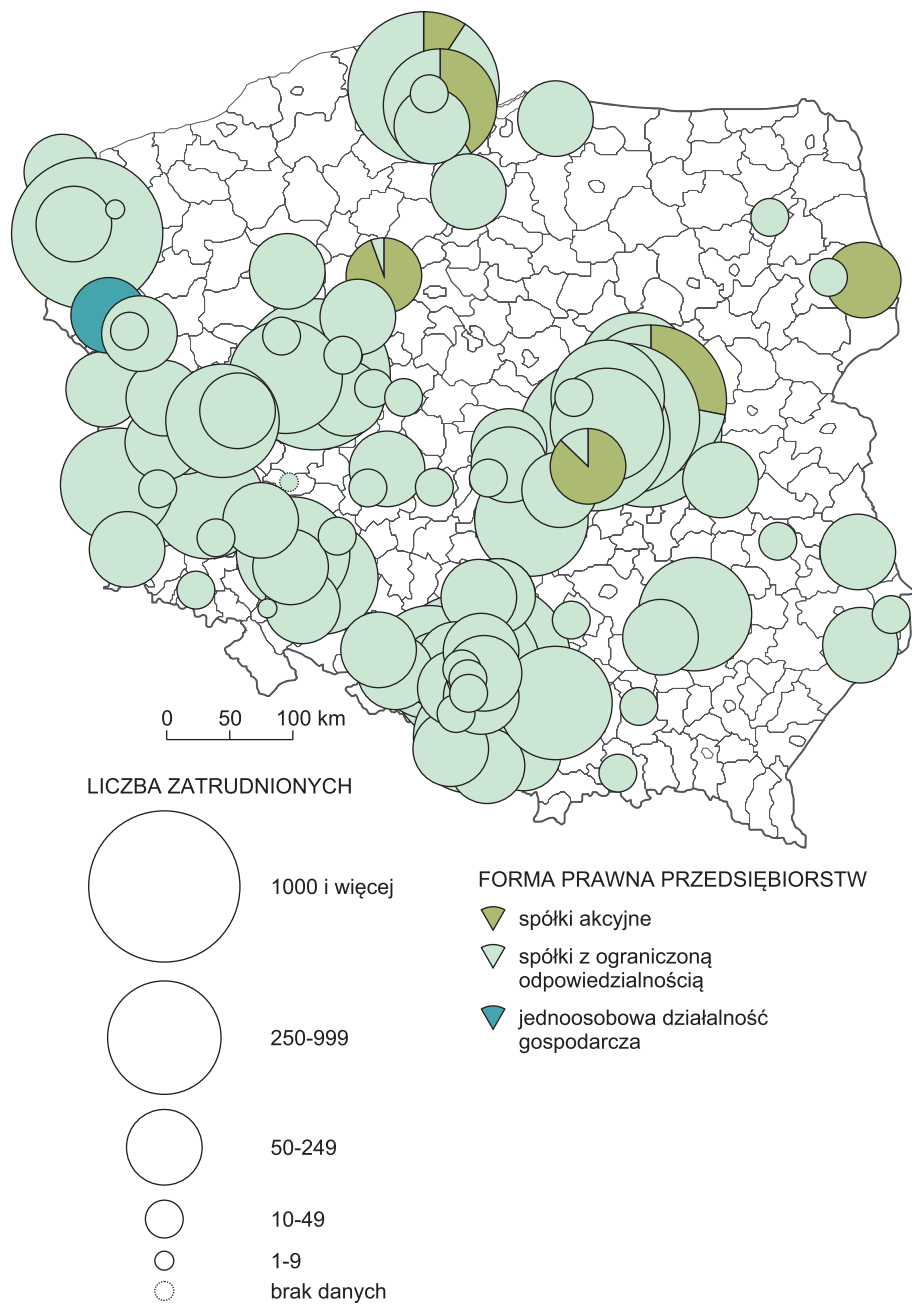 0 50 100 km
LICZBA ZATRUDNIONYCH
1000 i więcej
250-999
50-249
10-49
1-9
brak danych
FORMA PRAWNA PRZEDSIĘBIORSTW
spółki akcyjne
spółki z ograniczoną
odpowiedzialnością
jednoosobowa działalność
gospodarcza